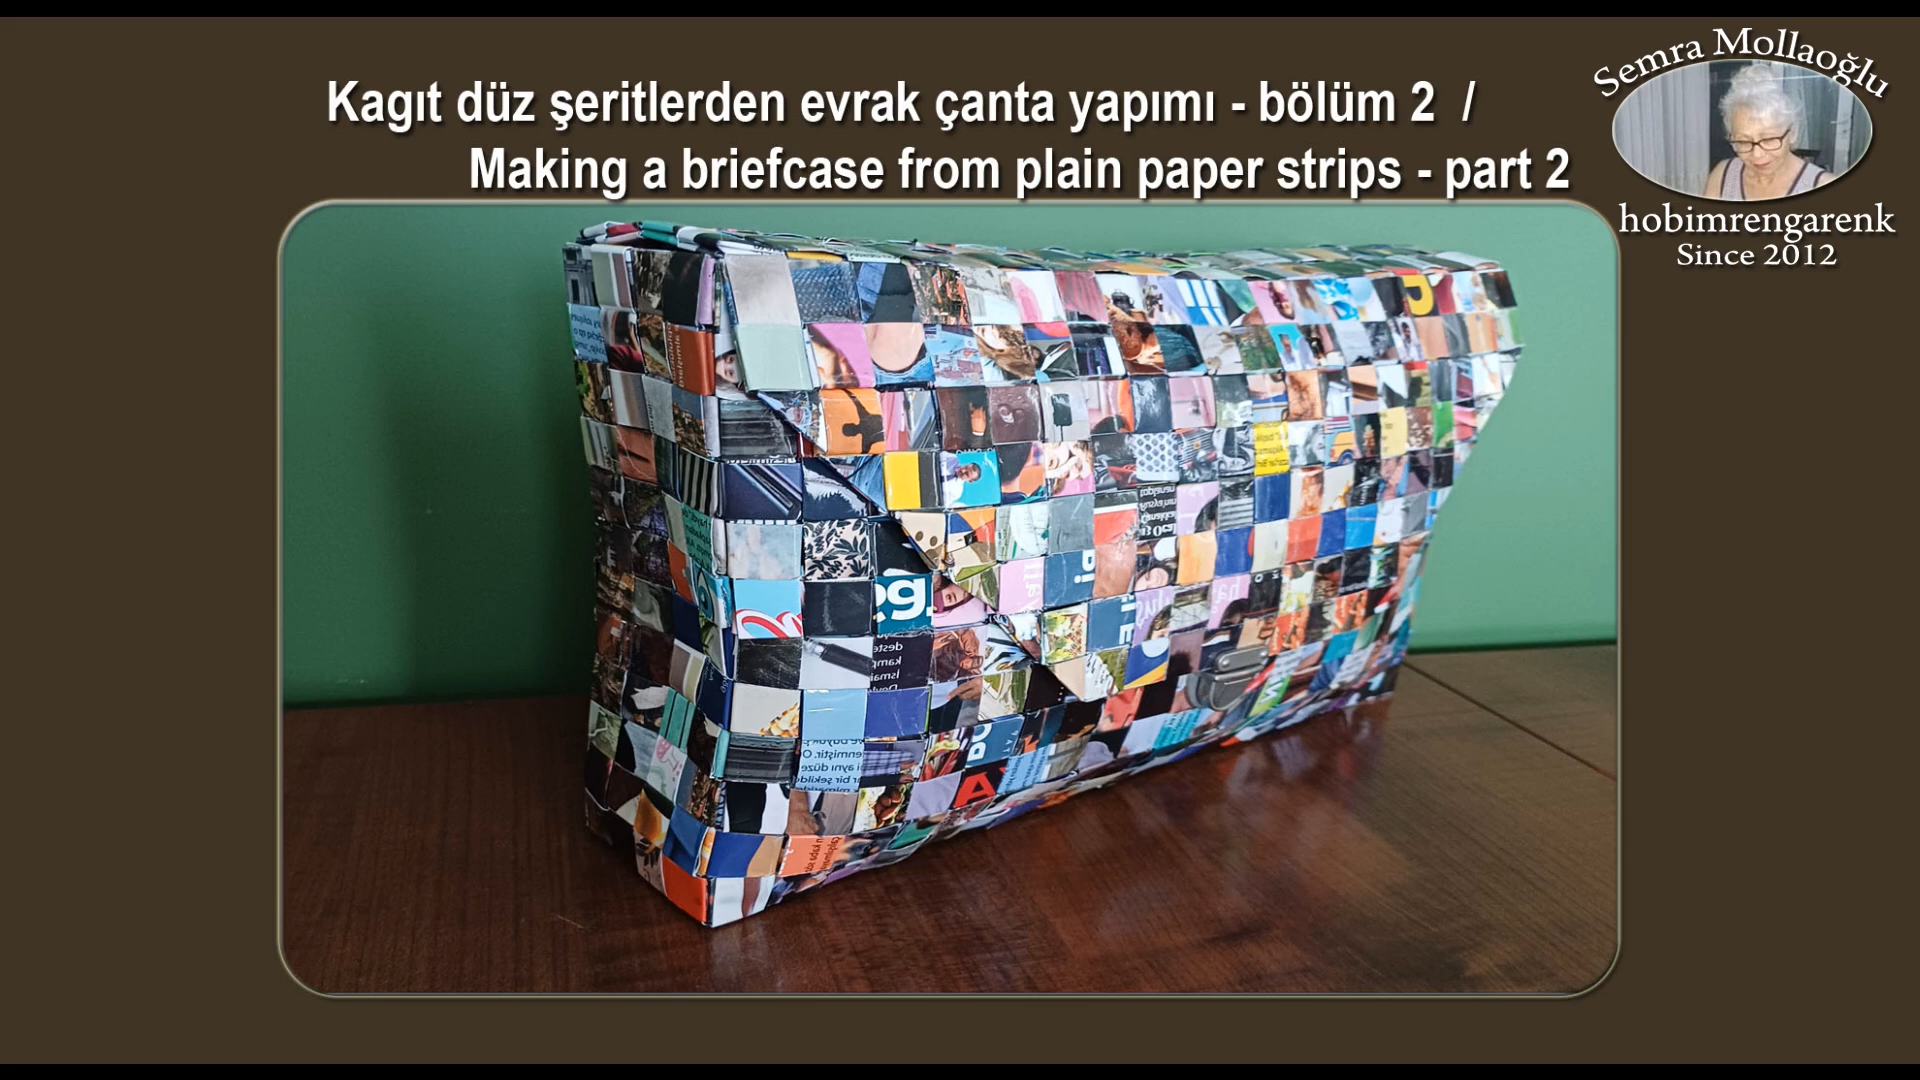 Kagıt düz şeritlerden evrak çanta yapımı - bölüm 2 /
Making a briefcase from plain paper strips - part 2
Semra Mollaoğlu
hobimrengarenk
Since 2012